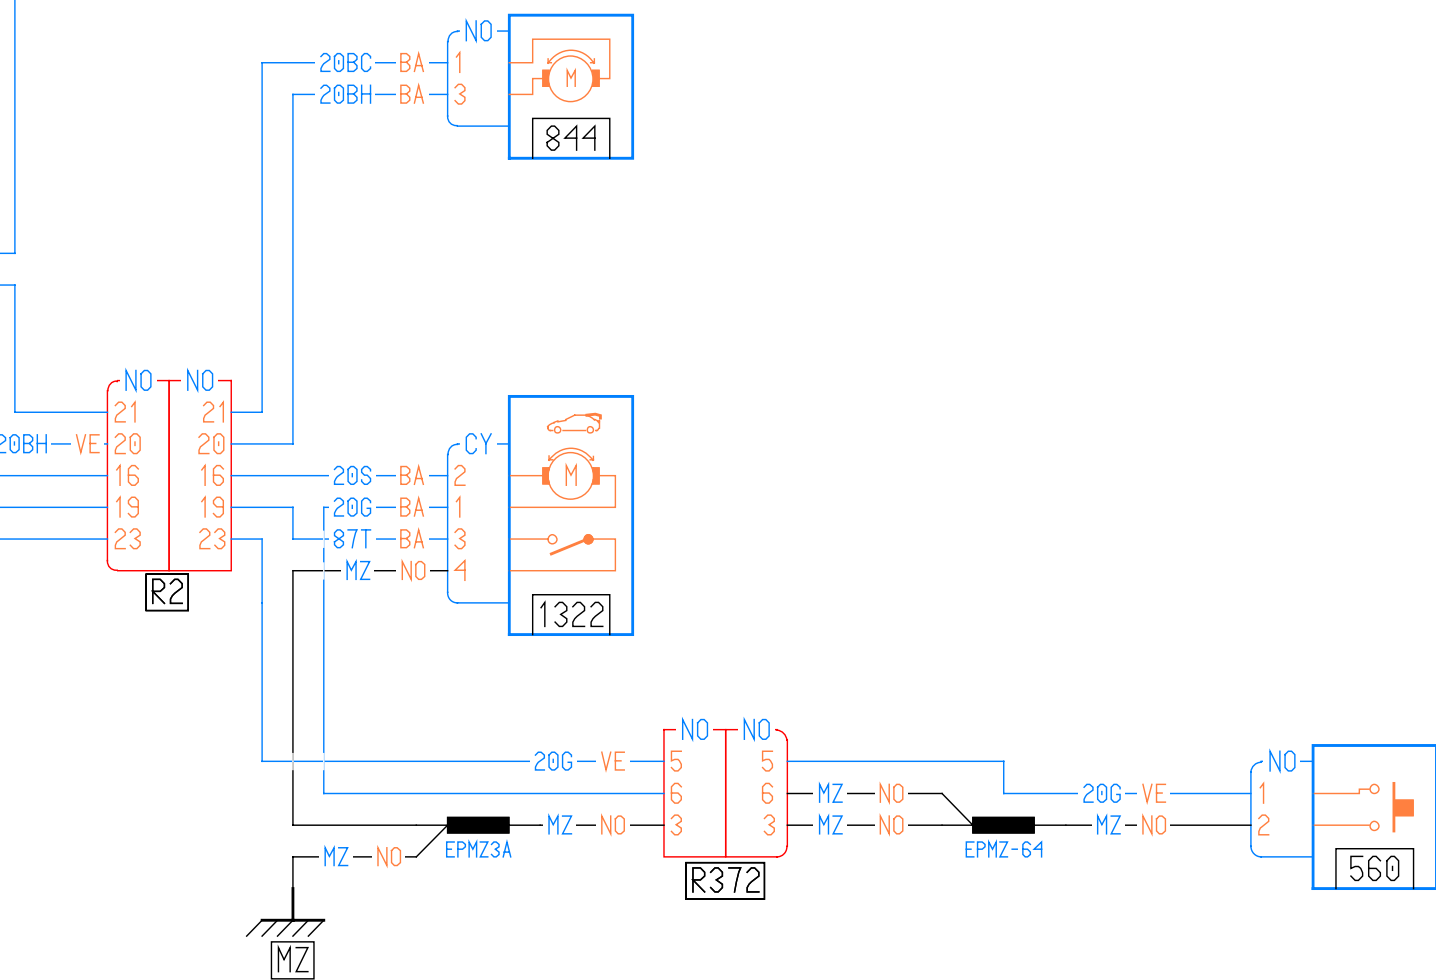 NO
20BC BA 1
20BH BA 3
M
844
NO NO
21 21
20BH VE 20 20
16 16
19 19
23 23
R2
CY
20S BA 2
20G BA 1
87T BA 3
MZ NO 4
M
1322
NO NO
20G VE 5 5
6 6
MZ NO 3 3
EPMZ3A
MZ NO
MZ
R372
MZ NO
MZ NO
EPMZ-64
NO
20G VE 1
MZ NO 2
560